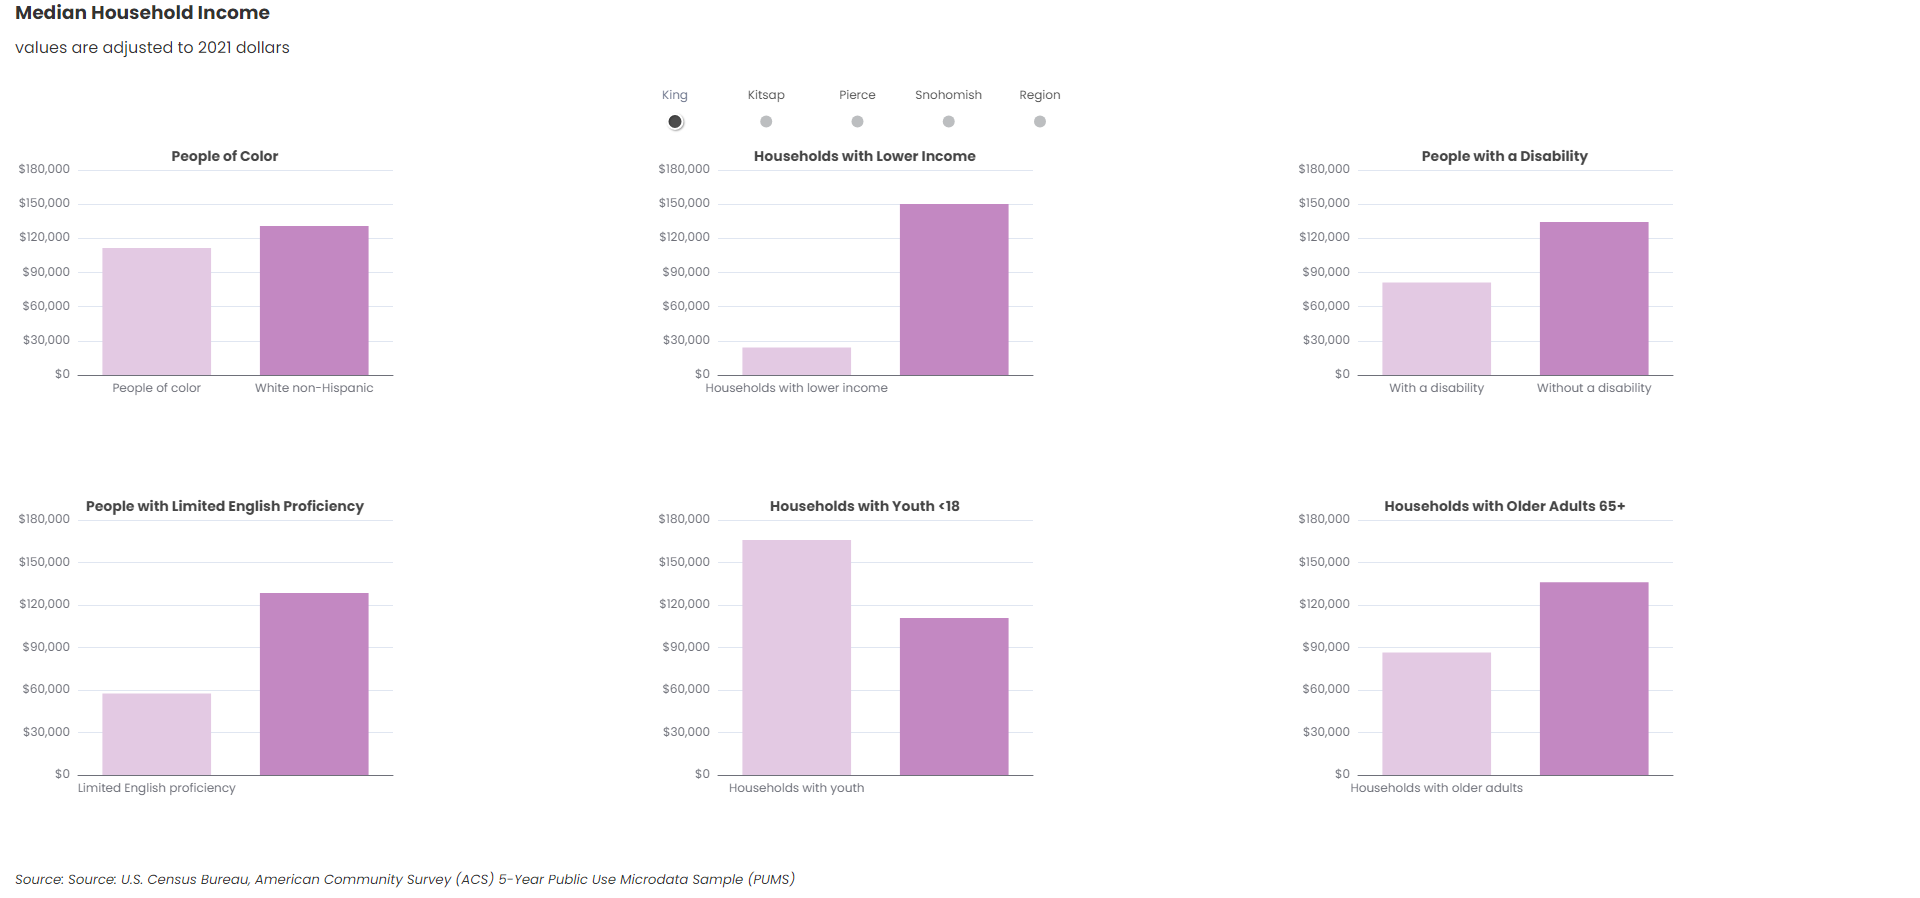 Median Household Income
values are adjusted to 2021 dollars
King Kitsap Pierce Snohomish Region
People of Color
$180,000
$150,000
$120,000
$90,000
$60,000
$30,000
$0
People of color White non-Hispanic
Households with Lower Income
$180,000
$150,000
$120,000
$90,000
$60,000
$30,000
$0
Households with lower income
People with a Disability
$180,000
$150,000
$120,000
$90,000
$60,000
$30,000
$0
With a disability Without a disability
People with Limited English Proficiency
$180,000
$150,000
$120,000
$90,000
$60,000
$30,000
$0
Limited English proficiency
Households with Youth <18
$180,000
$150,000
$120,000
$90,000
$60,000
$30,000
$0
Households with youth
Households with Older Adults 65+
$180,000
$150,000
$120,000
$90,000
$60,000
$30,000
$0
Households with older adults
Source: Source: U.S. Census Bureau, American Community Survey (ACS) 5-Year Public Use Microdata Sample (PUMS)